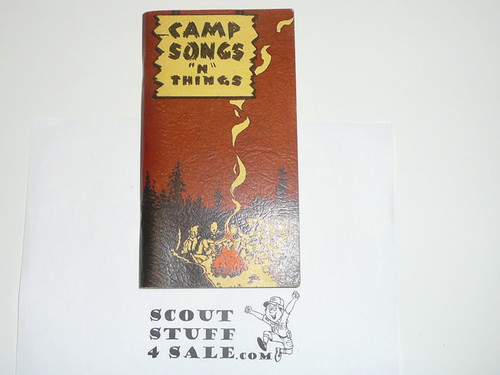 CAMP
SONGS
"N"
THINGS
SCOUT
STUFF
4 SALE.COM